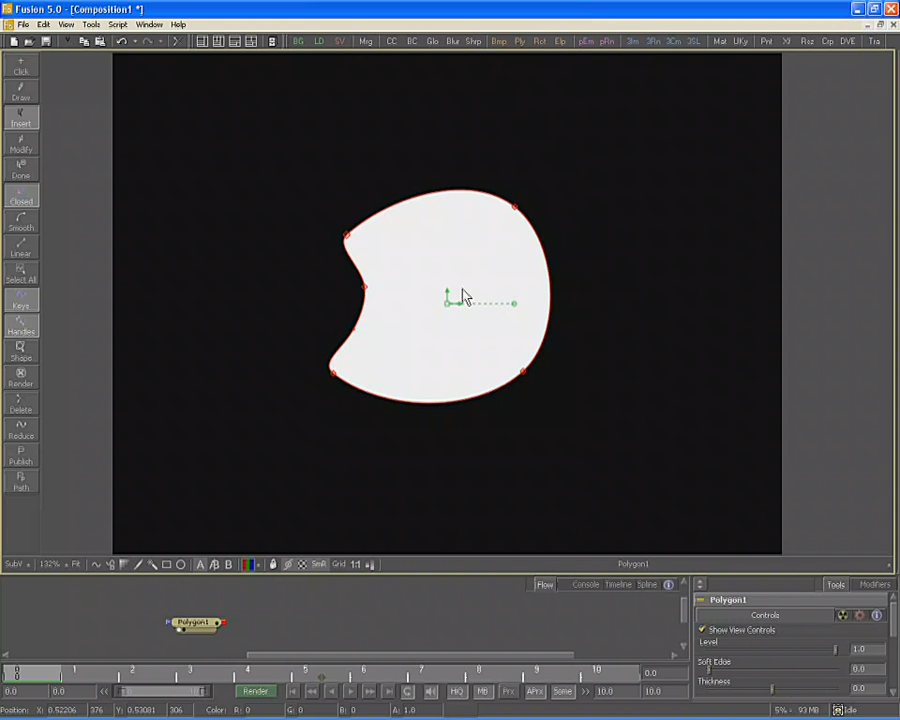 Fusion 5.0 - [Composition1 *]
File Edit View Tools Script Window Help
BG LD SV Mrg CC BC Glo Blur Shrp Bmp Ply Rct Elp pEm pRn 3Im 3Rn 3Cm 3SL Mat UKy Pnt XF Rsz Crp DVE Tra
Click
Draw
Insert
Modify
Done
Closed
Smooth
Linear
Select All
Keys
Handles
Shape
Render
Delete
Reduce
Publish
Path
SubV 132% Fit A B SmR Grid 1:1 Polygon1
Flow Console Timeline Spline Tools Modifiers
Polygon1
Controls
Show View Controls
Polygon1
Level 1.0
Soft Edges 0.0
Thickness 0.0
0 0 1 2 3 4 5 6 7 8 9 10 0.0
0.0 0.0 Render HiQ MB Prx APrx Some 10.0 10.0
Position: X: 0.52206 376 Y: 0.53081 306 Color: R: 0 G: 0 B: 0 A: 1.0 5% - 93 MB Idle